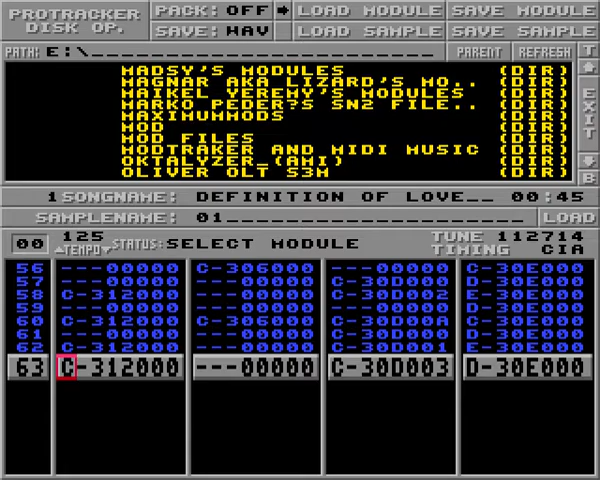 PROTRACKER PACK: OFF LOAD MODULE SAVE MODULE
DISK OP. SAVE: WAV LOAD SAMPLE SAVE SAMPLE
PATH: E:\ PARENT REFRESH T
MADSY'S MODULES (DIR)
MAGNAR AKA LIZARD'S MO.. (DIR)
MAIKEL YEREMY'S MODULES (DIR)
MARKO PEDER?S SN2 FILE.. (DIR)
MAXIMUMMODS (DIR)
MOD (DIR)
MOD FILES (DIR)
MODTRAKER AND MIDI MUSIC (DIR)
OKTALYZER_(AMI) (DIR)
OLIVER OLT S3M (DIR)
EXIT
B
1 SONGNAME: DEFINITION OF LOVE__ 00:45
SAMPLENAME: 01____________________ LOAD
00 125 TEMPO STATUS: SELECT MODULE TUNE 112714
TIMING CIA
56 ---00000 C-306000 ---00000 C-30E000
57 ---00000 ---00000 C-30D000 D-30E000
58 C-312000 ---00000 C-30D002 E-30E000
59 ---00000 ---00000 C-30D000 C-30E000
60 C-312000 C-306000 C-30D00A C-30E000
61 ---00000 ---00000 C-30D000 D-30E000
62 C-312000 ---00000 C-30D001 E-30E000
63 C-312000 ---00000 C-30D003 D-30E000